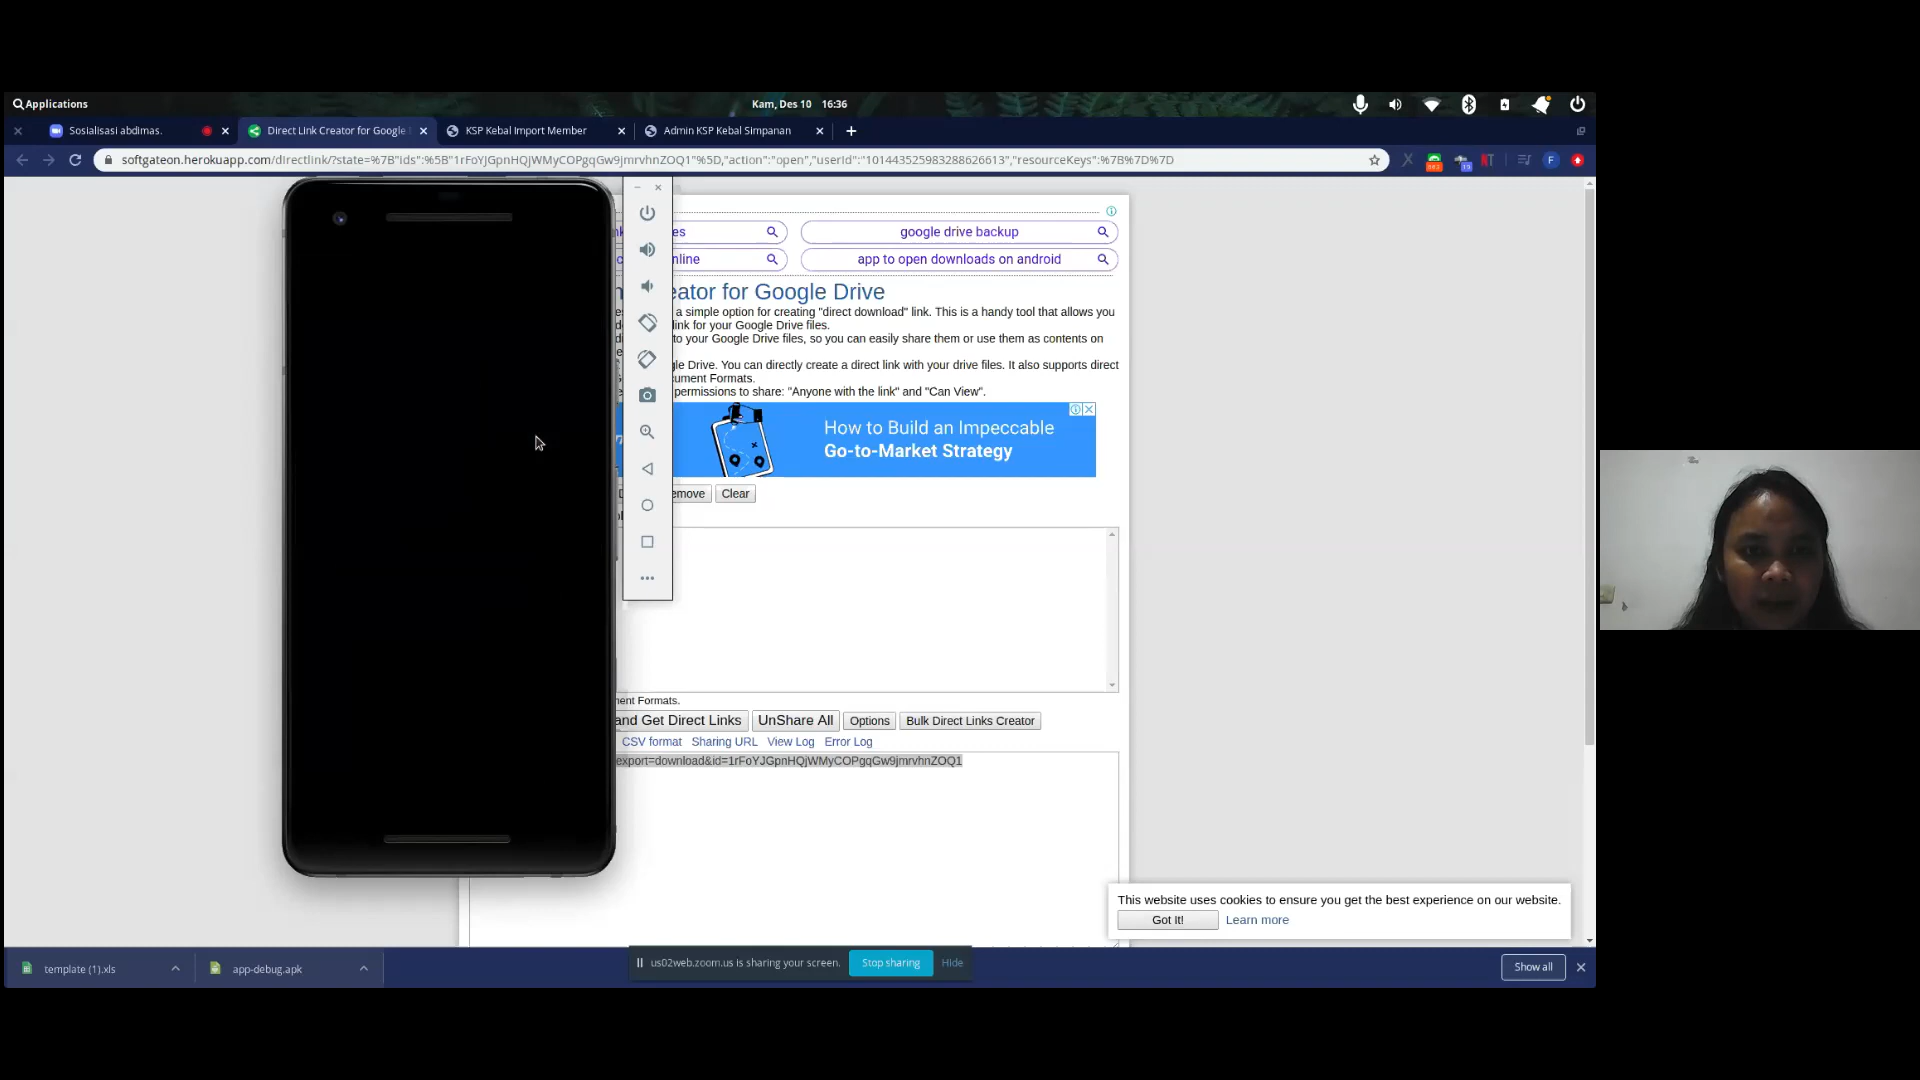 Applications
Kam, Des 10 16:36
Sosialisasi abdimas.
Direct Link Creator for Google
KSP Kebal Import Member
Admin KSP Kebal Simpanan
softgateon.herokuapp.com/directlink/?state=%7B"ids":%5B"1rFoYJGpnHQjWMyCOPgqGw9jmrvhnZOQ1"%5D,"action":"open","userId":"101443525983288626613","resourceKeys":%7B%7D%7D
es
google drive backup
nline
app to open downloads on android
eator for Google Drive
a simple option for creating "direct download" link. This is a handy tool that allows you
link for your Google Drive files.
to your Google Drive files, so you can easily share them or use them as contents on
gle Drive. You can directly create a direct link with your drive files. It also supports direct
cument Formats.
permissions to share: "Anyone with the link" and "Can View".
How to Build an Impeccable
Go-to-Market Strategy
emove
Clear
ment Formats.
and Get Direct Links
UnShare All
Options
Bulk Direct Links Creator
CSV format
Sharing URL
View Log
Error Log
export=download&id=1rFoYJGpnHQjWMyCOPgqGw9jmrvhnZOQ1
This website uses cookies to ensure you get the best experience on our website.
Got It!
Learn more
template (1).xls
app-debug.apk
us02web.zoom.us is sharing your screen.
Stop sharing
Hide
Show all